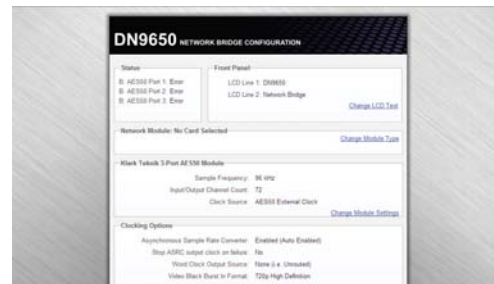 DN9650 NETWORK BRIDGE CONFIGURATION
Status
B: AES50 Port 1: Error
B: AES50 Port 2: Error
B: AES50 Port 3: Error
Front Panel
LCD Line 1: DN9650
LCD Line 2: Network Bridge
Change LCD Text
Network Module: No Card Selected
Change Module Type
Klark Teknik 3-Port AES50 Module
Sample Frequency: 96 kHz
Input/Output Channel Count: 72
Clock Source: AES50 External Clock
Change Module Settings
Clocking Options
Asynchronous Sample Rate Converter: Enabled (Auto Enabled)
Stop ASRC output clock on failure: No
Word Clock Output Source: None (i.e. Unrouted)
Video Black Burst In Format: 720p High Definition